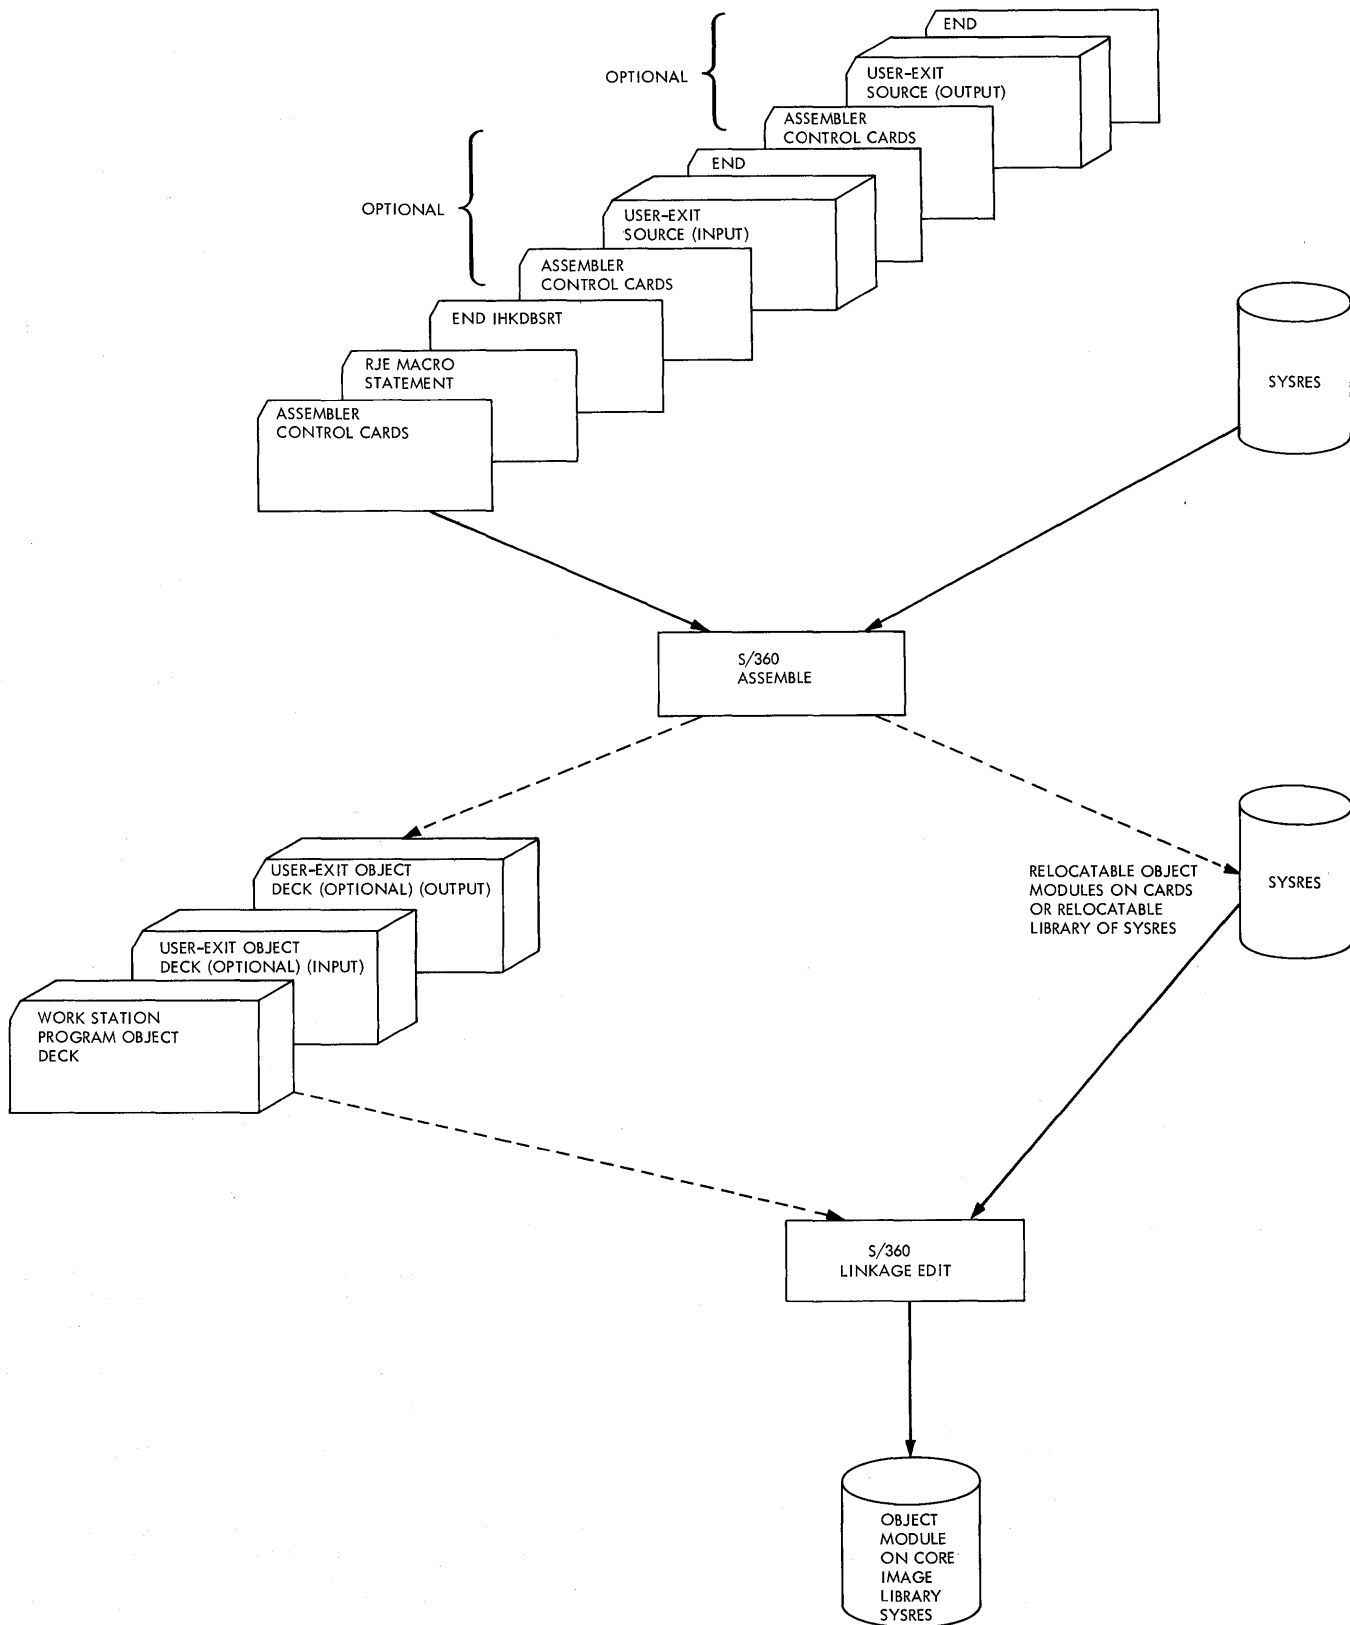 END
OPTIONAL
USER-EXIT
SOURCE (OUTPUT)
ASSEMBLER
CONTROL CARDS
END
OPTIONAL
USER-EXIT
SOURCE (INPUT)
ASSEMBLER
CONTROL CARDS
END IHKDBSRT
RJE MACRO
STATEMENT
ASSEMBLER
CONTROL CARDS
SYSRES
S/360
ASSEMBLE
USER-EXIT OBJECT
DECK (OPTIONAL) (OUTPUT)
USER-EXIT OBJECT
DECK (OPTIONAL) (INPUT)
WORK STATION
PROGRAM OBJECT
DECK
RELOCATABLE OBJECT
MODULES ON CARDS
OR RELOCATABLE
LIBRARY OF SYSRES
SYSRES
S/360
LINKAGE EDIT
OBJECT
MODULE
ON CORE
IMAGE
LIBRARY
SYSRES